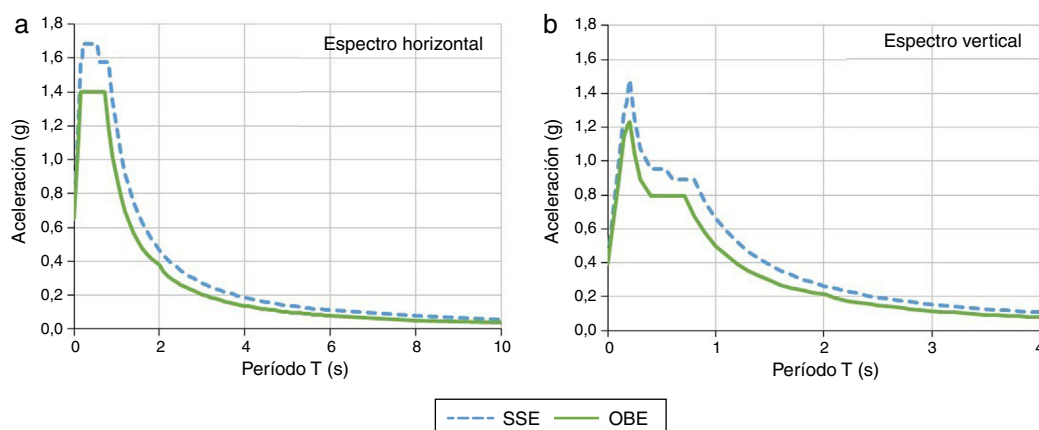 a
Espectro horizontal
1,8
1,6
1,4
1,2
1,0
0,8
0,6
0,4
0,2
0,0
Aceleración (g)
0 2 4 6 8 10
Período T (s)
b
Espectro vertical
1,8
1,6
1,4
1,2
1,0
0,8
0,6
0,4
0,2
0,0
Aceleración (g)
0 1 2 3 4
Período T (s)
SSE OBE